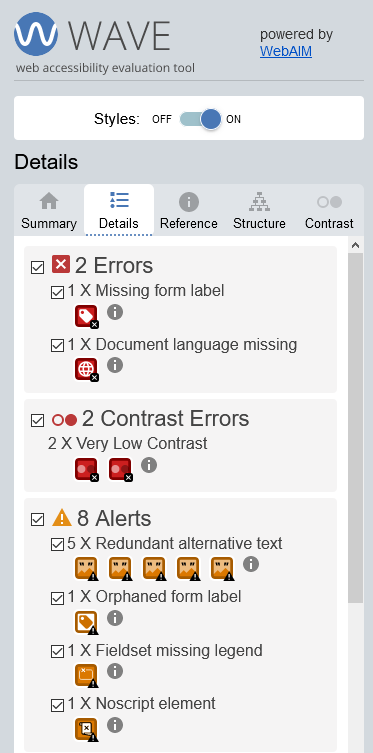 WAVE
web accessibility evaluation tool
powered by
WebAIM
Styles: OFF ON
Details
Summary Details Reference Structure Contrast
2 Errors
1 X Missing form label
1 X Document language missing
2 Contrast Errors
2 X Very Low Contrast
8 Alerts
5 X Redundant alternative text
1 X Orphaned form label
1 X Fieldset missing legend
1 X Noscript element